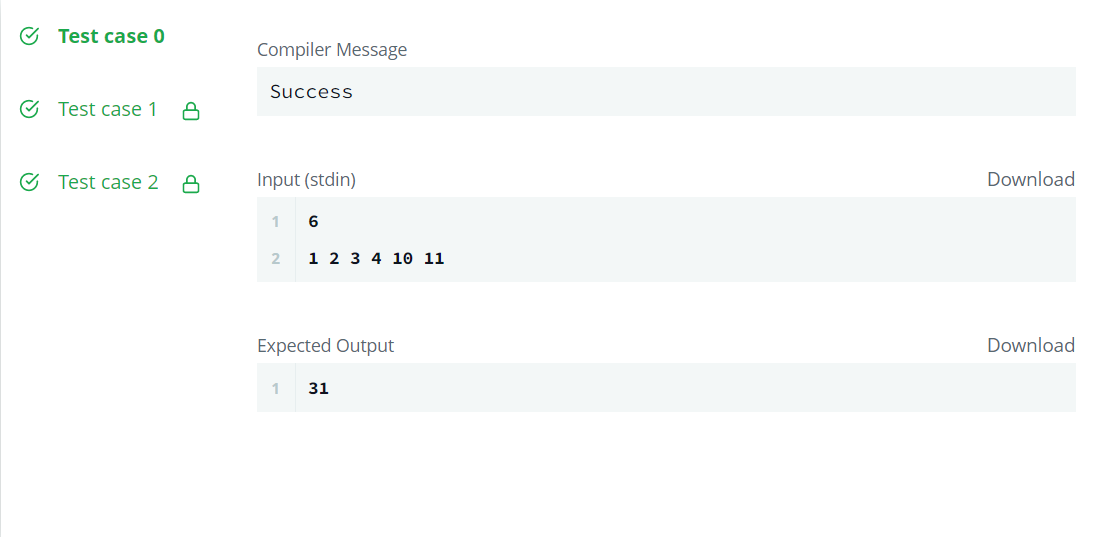 Test case 0
Test case 1
Test case 2
Compiler Message
Success
Input (stdin)
Download
1 6
2 1 2 3 4 10 11
Expected Output
Download
1 31